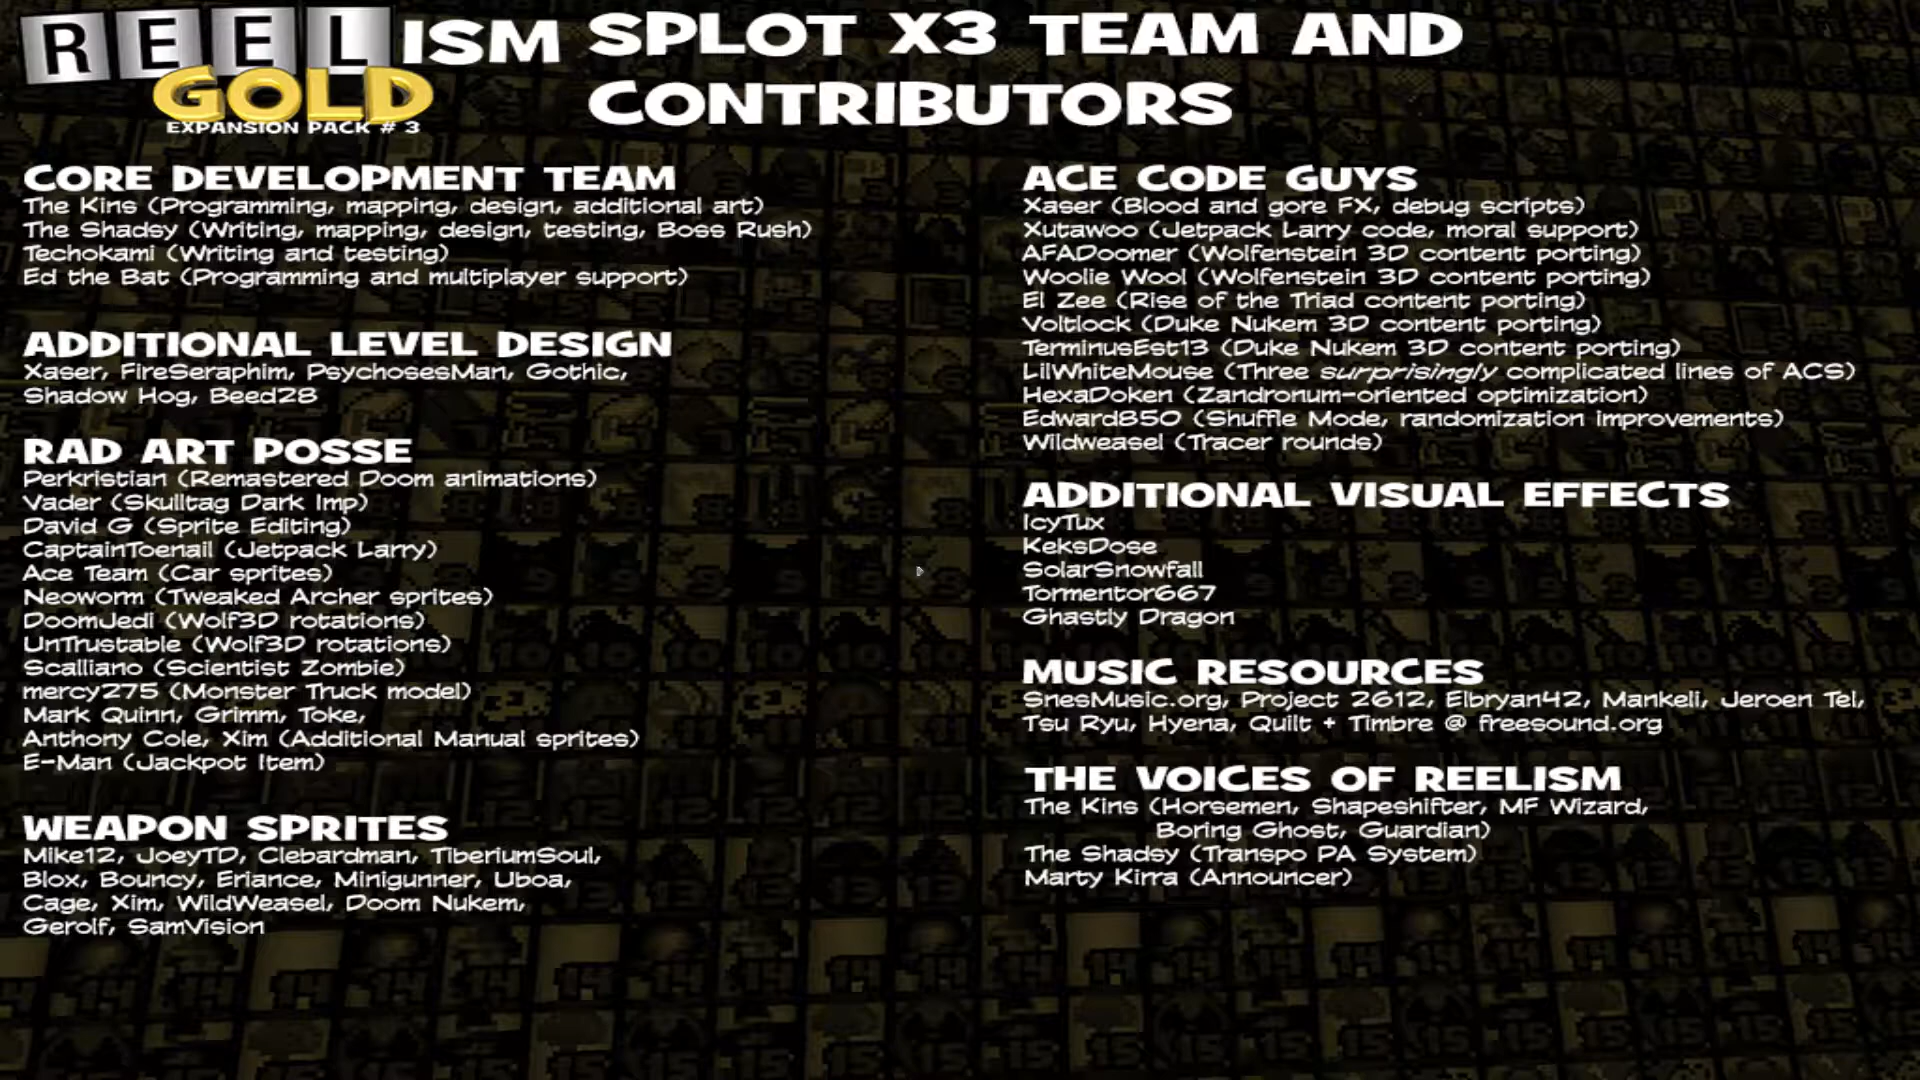 REELISM
GOLD
EXPANSION PACK # 3
SPLOT X3 TEAM AND
CONTRIBUTORS
CORE DEVELOPMENT TEAM
The Kins (Programming, mapping, design, additional art)
The Shadsy (Writing, mapping, design, testing, Boss Rush)
Techokami (Writing and testing)
Ed the Bat (Programming and multiplayer support)
ADDITIONAL LEVEL DESIGN
Xaser, FireSeraphim, PsychosesMan, Gothic,
Shadow Hog, Beed28
RAD ART POSSE
Perkristian (Remastered Doom animations)
Vader (Skulltag Dark Imp)
David G (Sprite Editing)
CaptainToenail (Jetpack Larry)
Ace Team (Car sprites)
Neoworm (Tweaked Archer sprites)
DoomJedi (Wolf3D rotations)
UnTrustable (Wolf3D rotations)
Scalliano (Scientist Zombie)
mercy275 (Monster Truck model)
Mark Quinn, Grimm, Toke,
Anthony Cole, Xim (Additional Manual sprites)
E-Man (Jackpot Item)
WEAPON SPRITES
Mike12, JoeyTD, Clebardman, TiberiumSoul,
Blox, Bouncy, Eriance, Minigunner, Uboa,
Cage, Xim, WildWeasel, Doom Nukem,
Gerolf, SamVision
ACE CODE GUYS
Xaser (Blood and gore FX, debug scripts)
Xutawoo (Jetpack Larry code, moral support)
AFADoomer (Wolfenstein 3D content porting)
Woolie Wool (Wolfenstein 3D content porting)
El Zee (Rise of the Triad content porting)
Voltlock (Duke Nukem 3D content porting)
TerminusEst13 (Duke Nukem 3D content porting)
LilWhiteMouse (Three surprisingly complicated lines of ACS)
HexaDoken (Zandronum-oriented optimization)
Edward850 (Shuffle Mode, randomization improvements)
Wildweasel (Tracer rounds)
ADDITIONAL VISUAL EFFECTS
IcyTux
KeksDose
SolarSnowfall
Tormentor667
Ghastly Dragon
MUSIC RESOURCES
SnesMusic.org, Project 2612, Elbryan42, Mankeli, Jeroen Tel,
Tsu Ryu, Hyena, Quilt + Timbre @ freesound.org
THE VOICES OF REELISM
The Kins (Horsemen, Shapeshifter, MF Wizard,
Boring Ghost, Guardian)
The Shadsy (Transpo PA System)
Marty Kirra (Announcer)